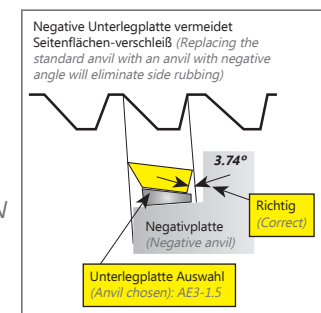 Negative Unterlegplatte vermeidet
Seitenflächen-verschleiß (Replacing the
standard anvil with an anvil with negative
angle will eliminate side rubbing)
3.74º
Richtig
(Correct)
Negativplatte
(Negative anvil)
Unterlegplatte Auswahl
(Anvil chosen): AE3-1.5